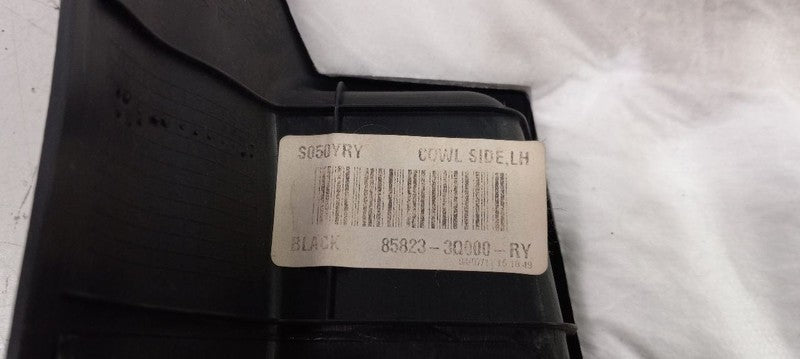 S050YRY COWL SIDE,LH
BLACK 85823-3Q000-RY